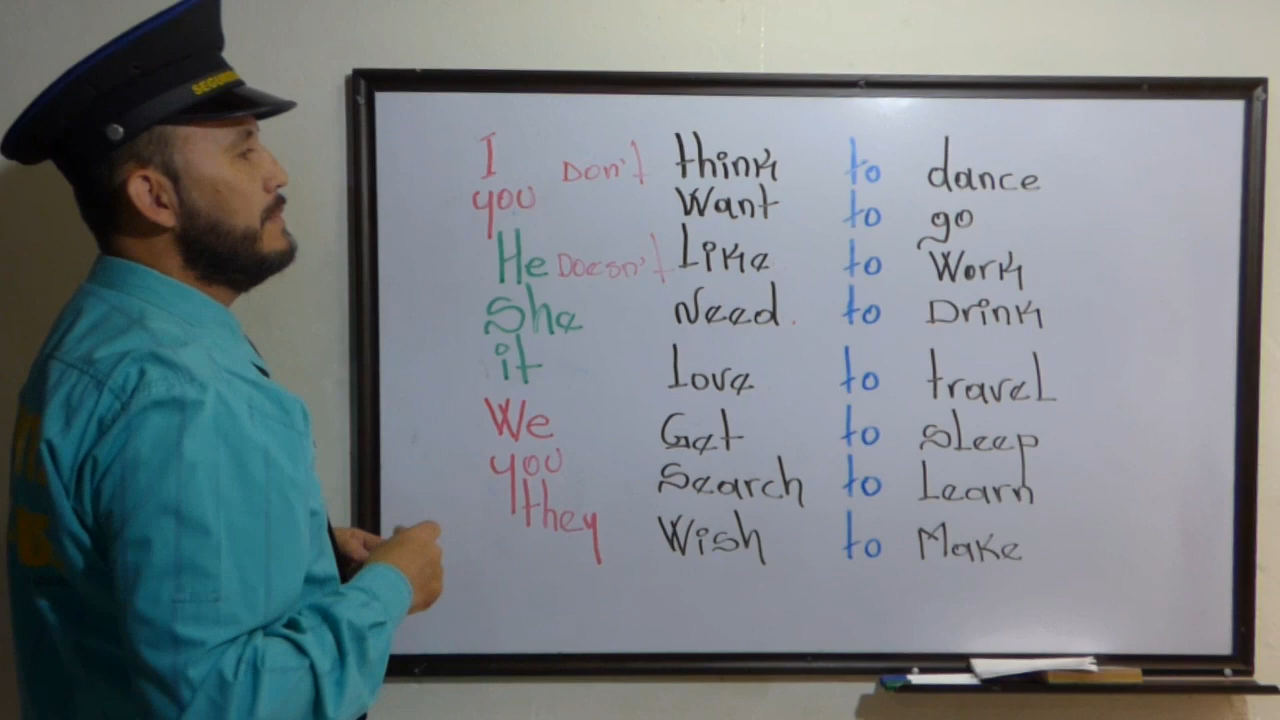 I Don't think to dance
you Want to go
He Doesn't Like to Work
She Need to Drink
it Love to travel
We Get to Sleep
you Search to Learn
they Wish to Make